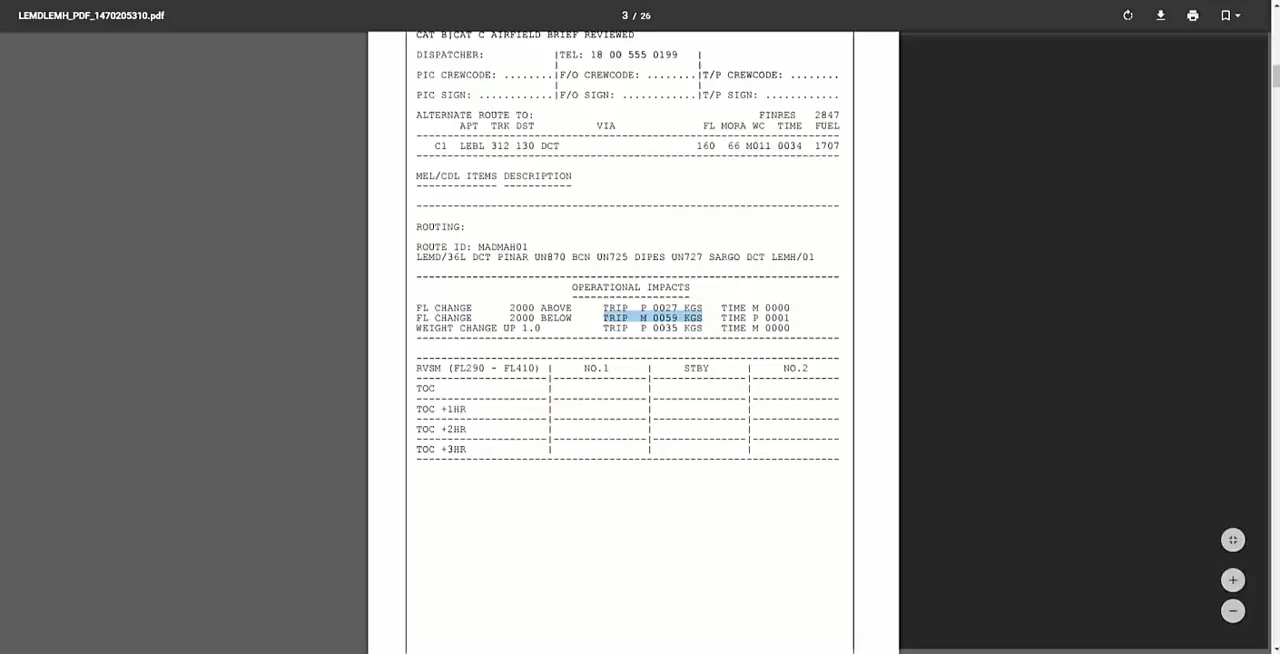 LEMDLEMH_PDF_1470205310.pdf
3 / 26
CAT B|CAT C AIRFIELD BRIEF REVIEWED
DISPATCHER: |TEL: 18 00 555 0199 |
PIC CREWCODE: ........|F/O CREWCODE: ........|T/P CREWCODE: ........
PIC SIGN: ............|F/O SIGN: ............|T/P SIGN: ............
ALTERNATE ROUTE TO: FINRES 2847
APT TRK DST VIA FL MORA WC TIME FUEL
C1 LEBL 312 130 DCT 160 66 M011 0034 1707
MEL/CDL ITEMS DESCRIPTION
ROUTING:
ROUTE ID: MADMAH01
LEMD/36L DCT PINAR UN870 BCN UN725 DIPES UN727 SARGO DCT LEMH/01
OPERATIONAL IMPACTS
FL CHANGE 2000 ABOVE TRIP P 0027 KGS TIME M 0000
FL CHANGE 2000 BELOW TRIP M 0059 KGS TIME P 0001
WEIGHT CHANGE UP 1.0 TRIP P 0035 KGS TIME M 0000
RVSM (FL290 - FL410) | NO.1 | STBY | NO.2
TOC
TOC +1HR
TOC +2HR
TOC +3HR